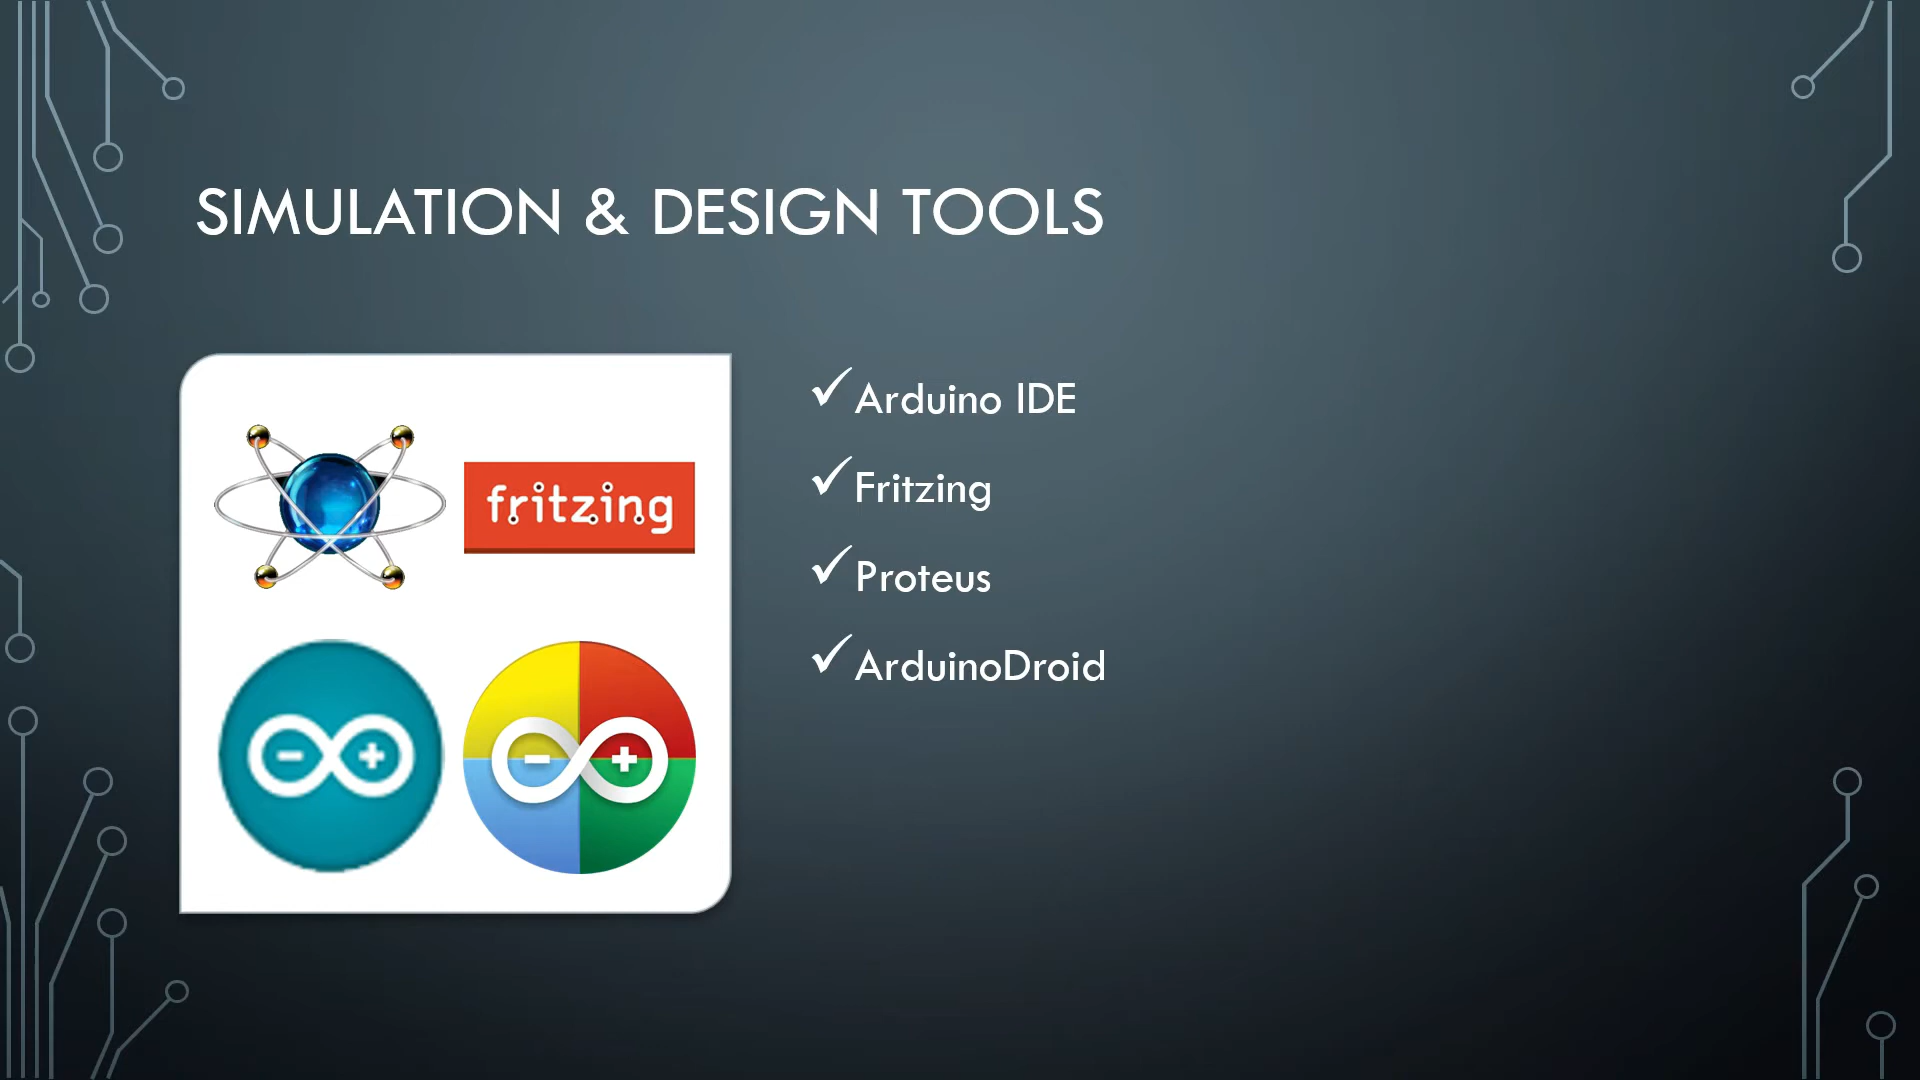 SIMULATION & DESIGN TOOLS
fritzing
Arduino IDE
Fritzing
Proteus
ArduinoDroid